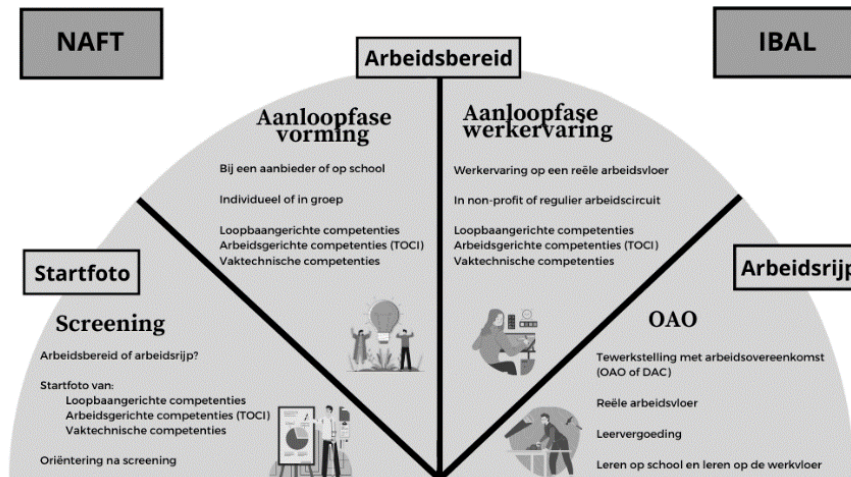 NAFT
IBAL
Arbeidsbereid
Aanloopfase
vorming
Bij een aanbieder of op school
Individueel of in groep
Loopbaangerichte competenties
Arbeidsgerichte competenties (TOCI)
Vaktechnische competenties
Aanloopfase
werkervaring
Werkervaring op een reële arbeidsvloer
In non-profit of regulier arbeidscircuit
Loopbaangerichte competenties
Arbeidsgerichte competenties (TOCI)
Vaktechnische competenties
Startfoto
Screening
Arbeidsbereid of arbeidsrijp?
Startfoto van:
Loopbaangerichte competenties
Arbeidsgerichte competenties (TOCI)
Vaktechnische competenties
Oriëntering na screening
Arbeidsrijp
OAO
Tewerkstelling met arbeidsovereenkomst
(OAO of DAC)
Reële arbeidsvloer
Leervergoeding
Leren op school en leren op de werkvloer